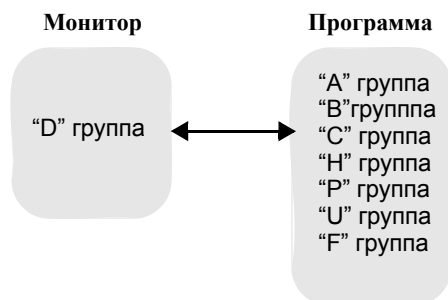 Монитор
Программа
“D” группа
“A” группа
“B”групппа
“C” группа
“H” группа
“P” группа
“U” группа
“F” группа